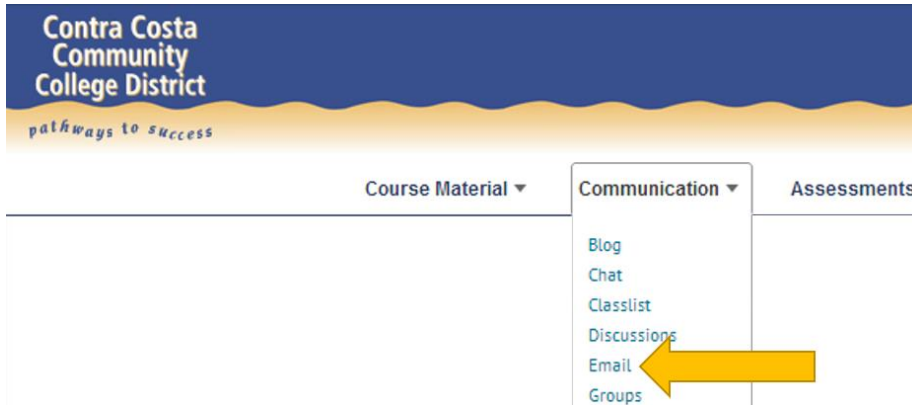 Contra Costa
Community
College District
pathways to success
Course Material Communication Assessments
Blog
Chat
Classlist
Discussions
Email
Groups